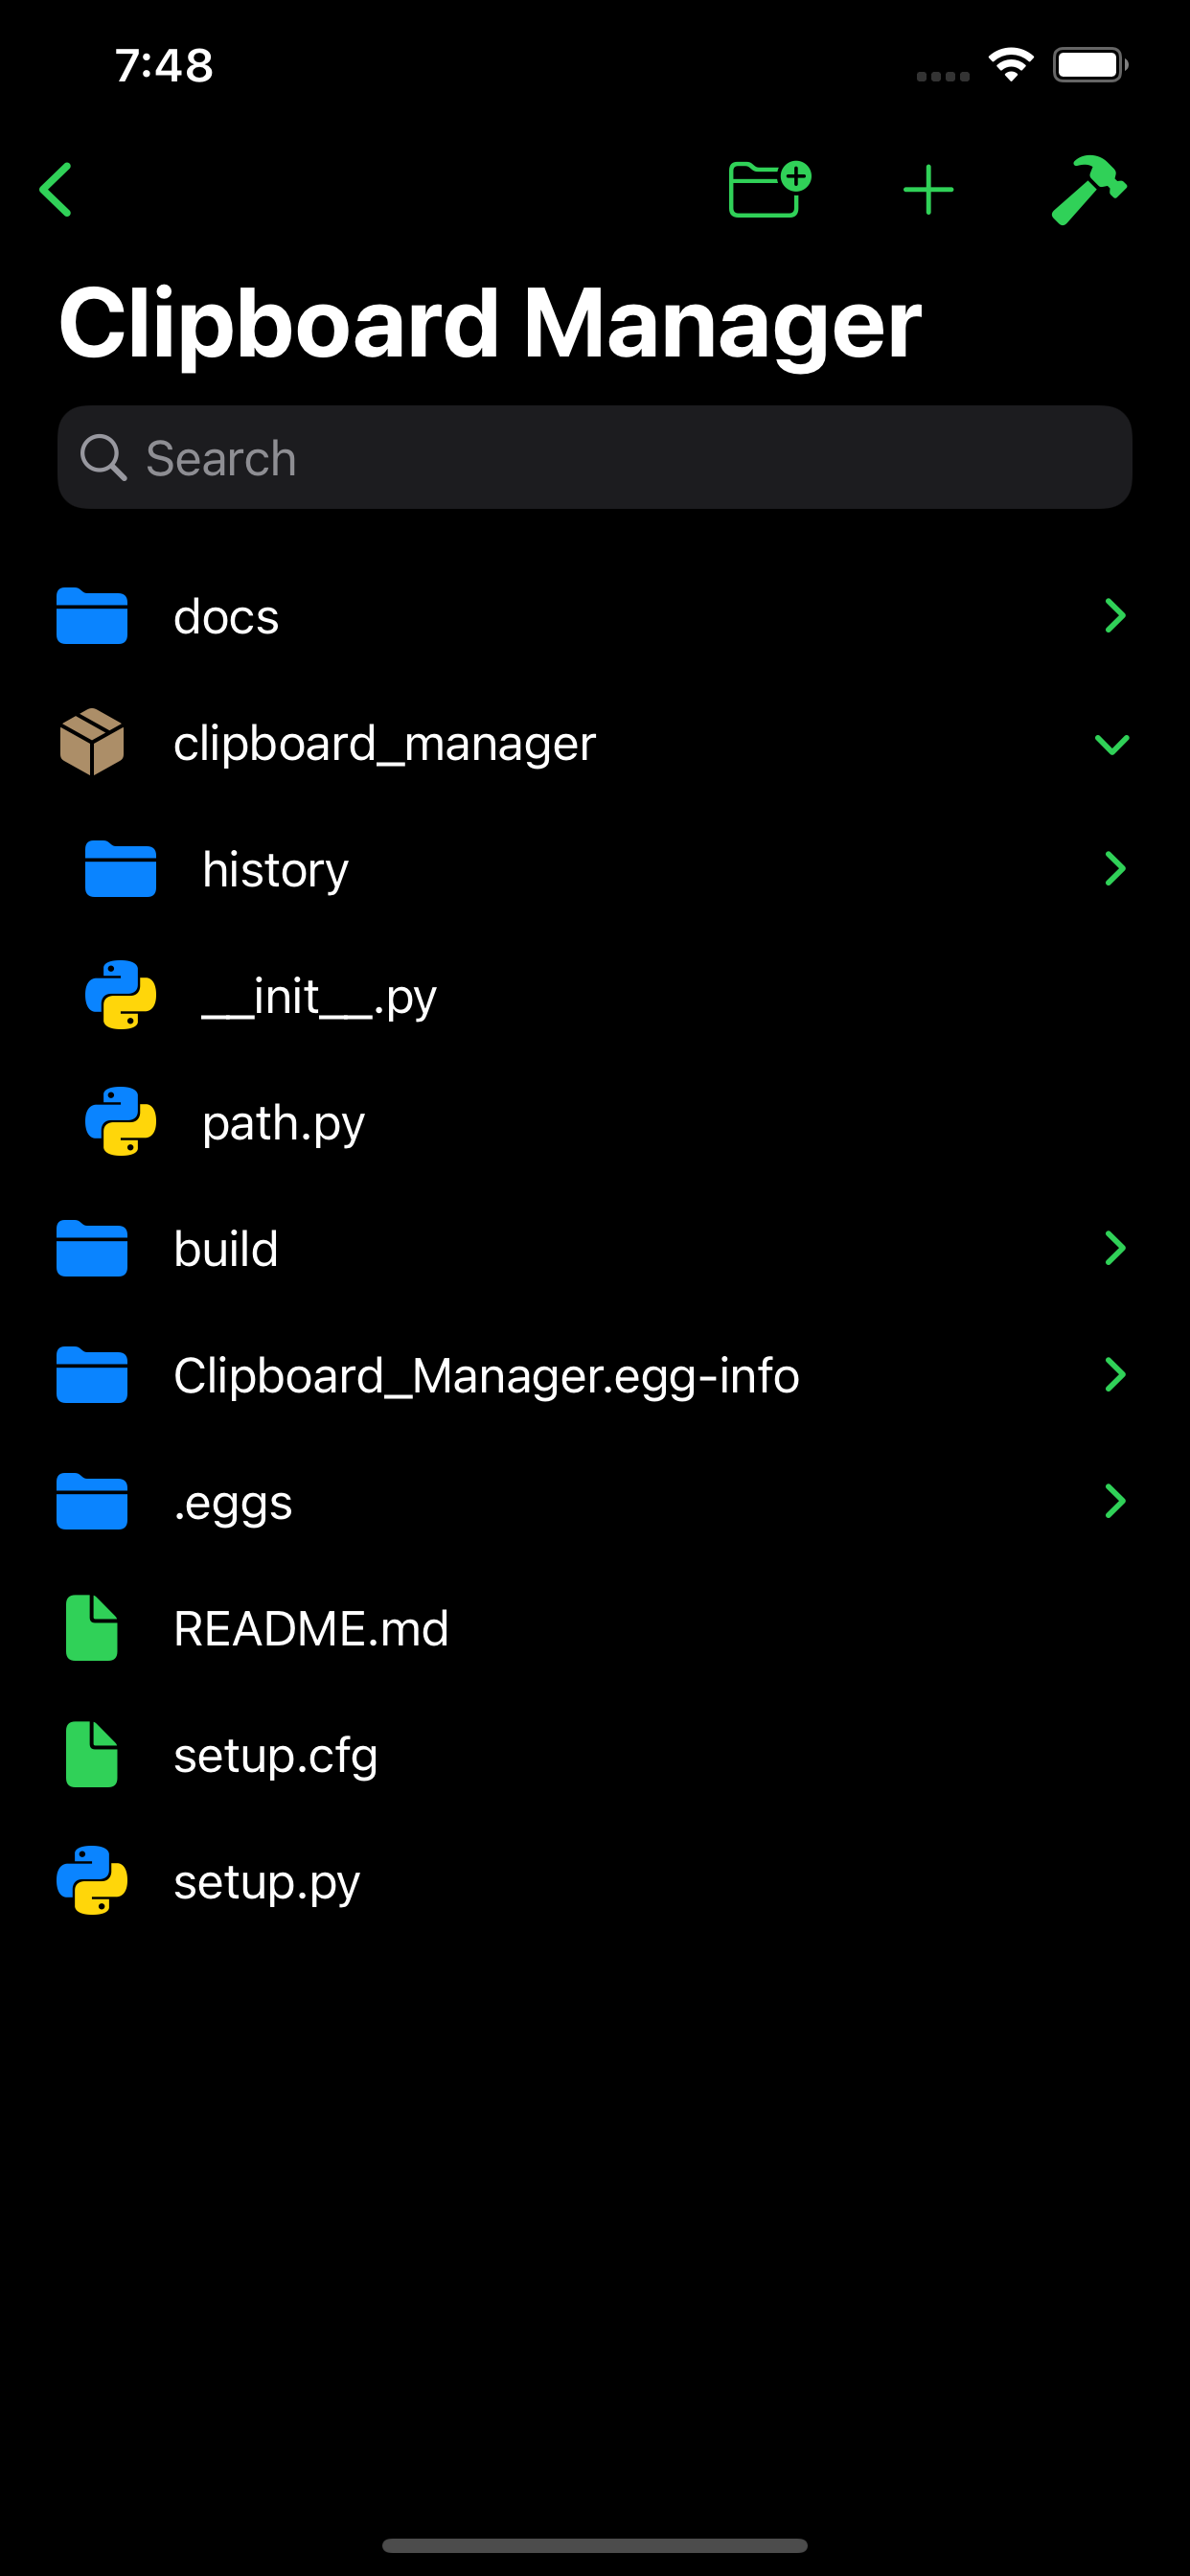 7:48
Clipboard Manager
Search
docs
clipboard_manager
history
__init__.py
path.py
build
Clipboard_Manager.egg-info
.eggs
README.md
setup.cfg
setup.py